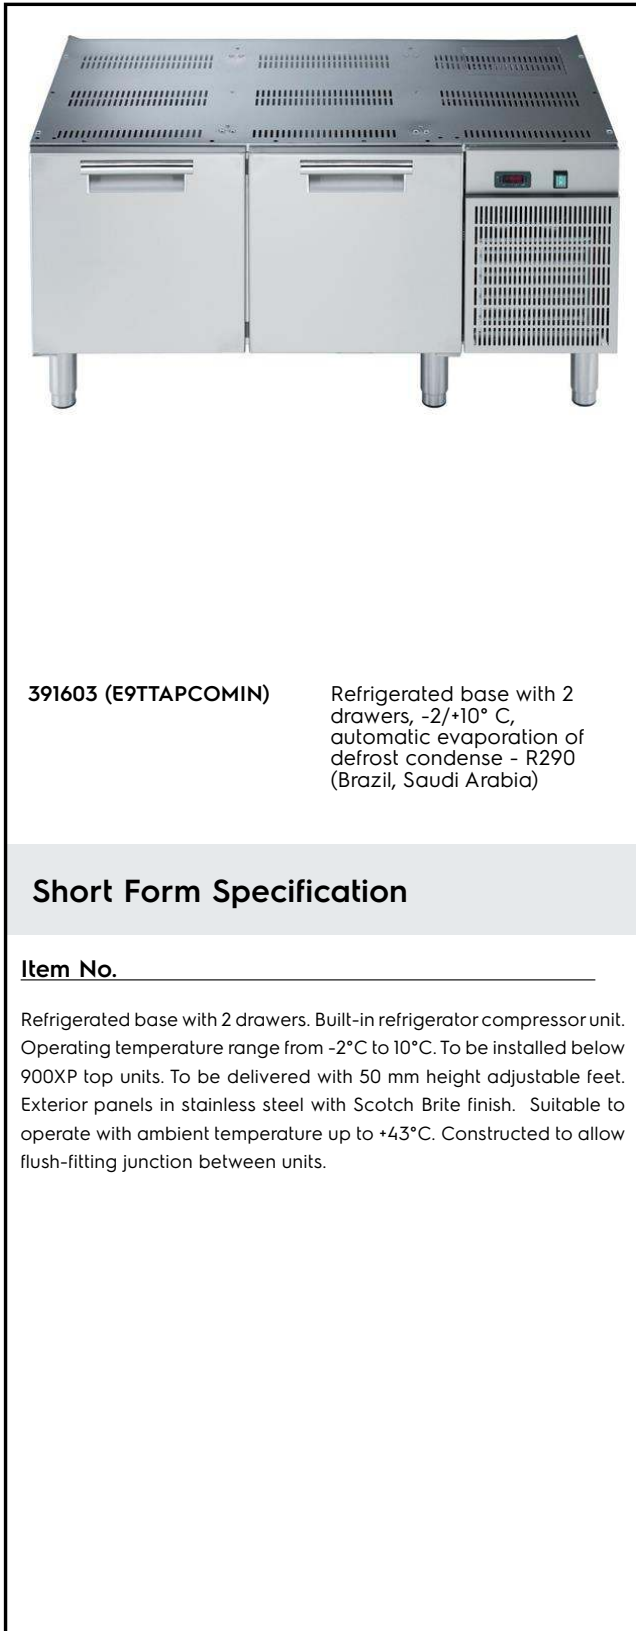 391603 (E9TTAPCOMIN)
Refrigerated base with 2
drawers, -2/+10° C,
automatic evaporation of
defrost condense - R290
(Brazil, Saudi Arabia)
Short Form Specification
Item No.
Refrigerated base with 2 drawers. Built-in refrigerator compressor unit.
Operating temperature range from -2°C to 10°C. To be installed below
900XP top units. To be delivered with 50 mm height adjustable feet.
Exterior panels in stainless steel with Scotch Brite finish. Suitable to
operate with ambient temperature up to +43°C. Constructed to allow
flush-fitting junction between units.